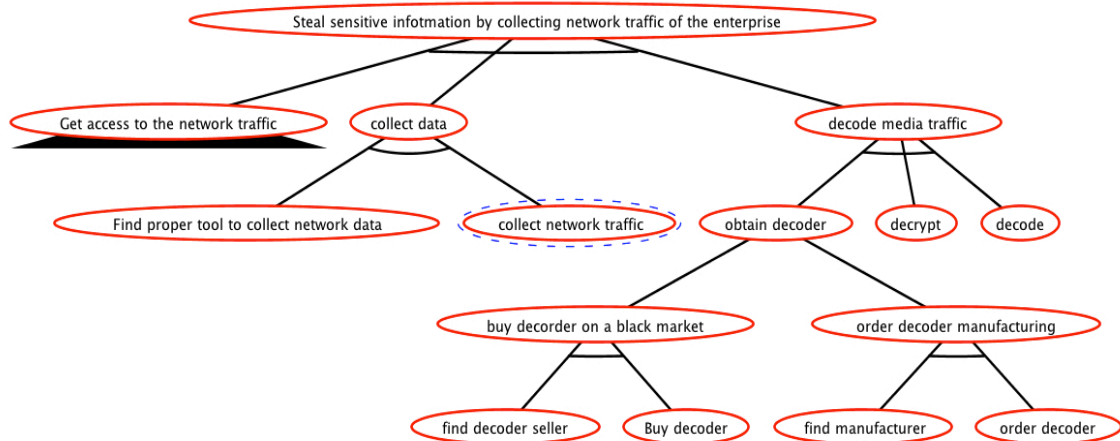 Steal sensitive infotmation by collecting network traffic of the enterprise
Get access to the network traffic
collect data
decode media traffic
Find proper tool to collect network data
collect network traffic
obtain decoder
decrypt
decode
buy decorder on a black market
order decoder manufacturing
find decoder seller
Buy decoder
find manufacturer
order decoder